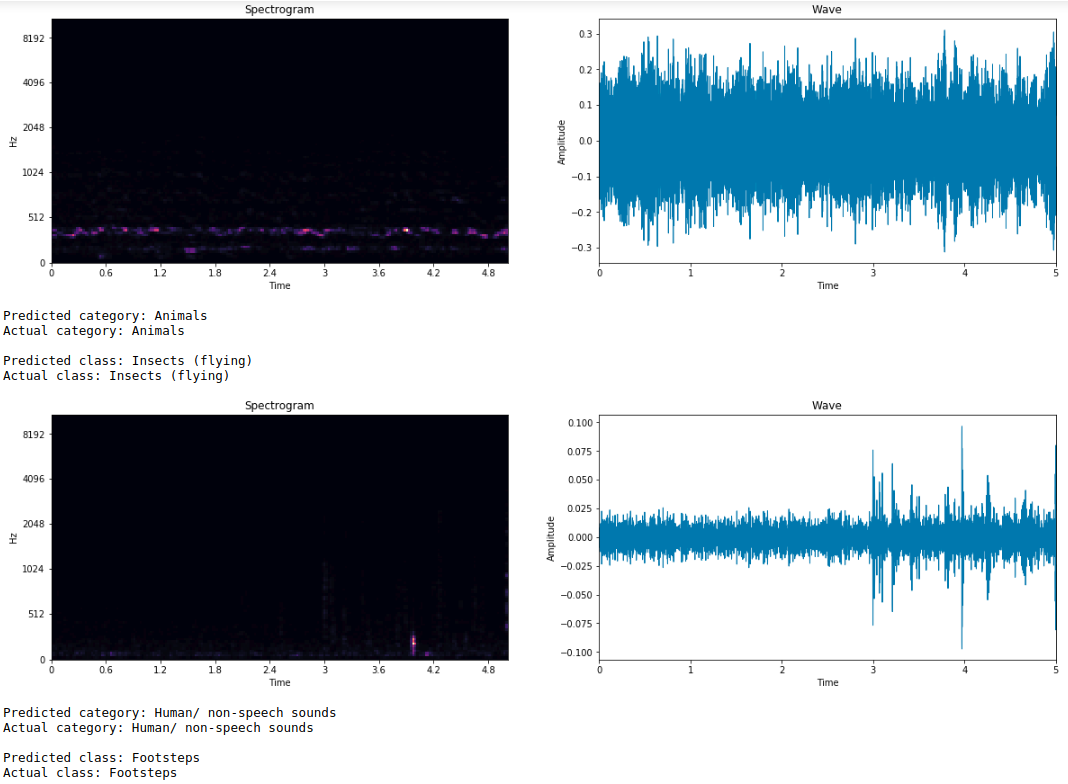 Spectrogram
Wave
8192
4096
2048
1024
512
0
Hz
0 0.6 1.2 1.8 2.4 3 3.6 4.2 4.8
Time
0.3
0.2
0.1
0.0
−0.1
−0.2
−0.3
Amplitude
0 1 2 3 4 5
Time
Predicted category: Animals
Actual category: Animals
Predicted class: Insects (flying)
Actual class: Insects (flying)
Spectrogram
Wave
8192
4096
2048
1024
512
0
Hz
0 0.6 1.2 1.8 2.4 3 3.6 4.2 4.8
Time
0.100
0.075
0.050
0.025
0.000
−0.025
−0.050
−0.075
−0.100
Amplitude
0 1 2 3 4 5
Time
Predicted category: Human/ non-speech sounds
Actual category: Human/ non-speech sounds
Predicted class: Footsteps
Actual class: Footsteps